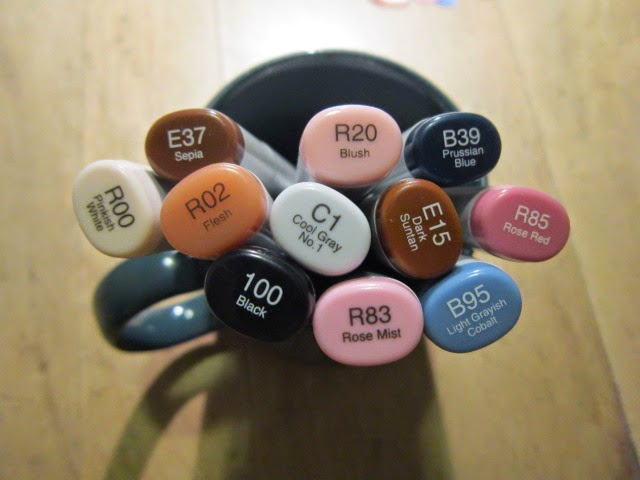 E37
Sepia
R20
Blush
B39
Prussian
Blue
R00
Pinkish
White
R02
Flesh
C1
Cool Gray
No.1
E15
Dark
Suntan
R85
Rose Red
100
Black
R83
Rose Mist
B95
Light Grayish
Cobalt